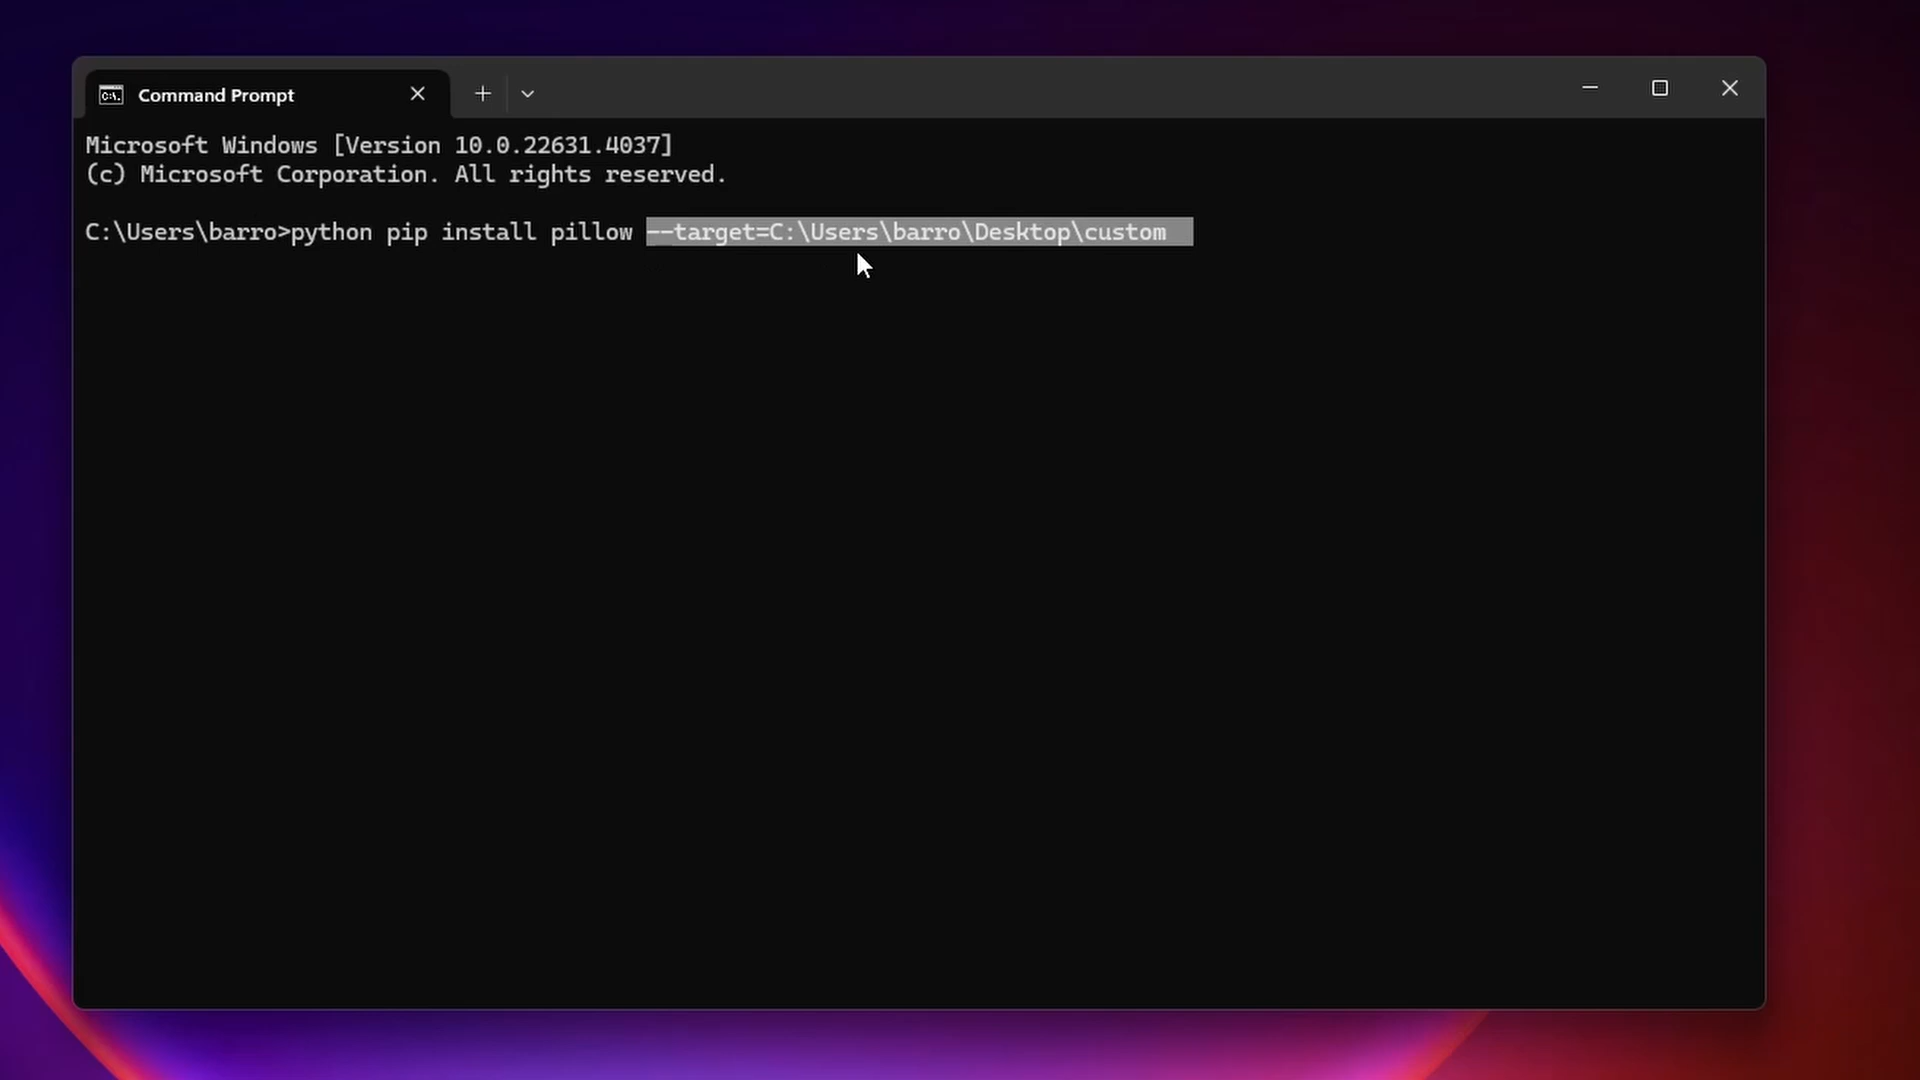 Command Prompt
Microsoft Windows [Version 10.0.22631.4037]
(c) Microsoft Corporation. All rights reserved.
C:\Users\barro>python pip install pillow --target=C:\Users\barro\Desktop\custom